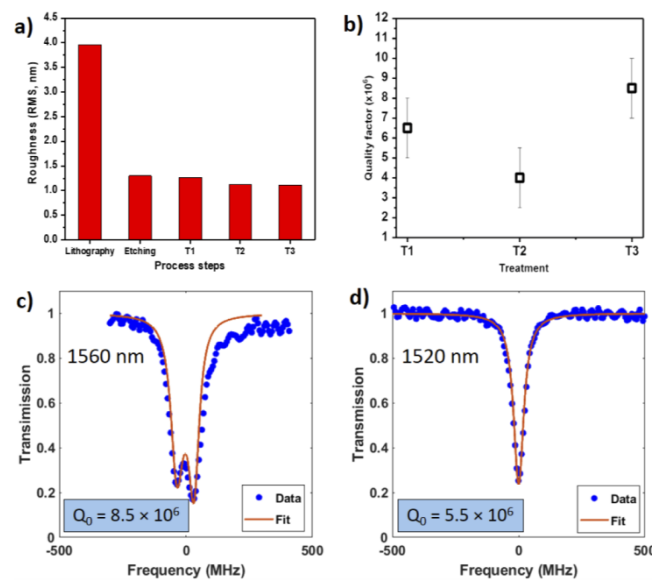 a)
4.5
4.0
3.5
3.0
2.5
2.0
1.5
1.0
0.5
0.0
Roughness (RMS, nm)
Lithography Etching T1 T2 T3
Process steps
b)
12
11
10
9
8
7
6
5
4
3
2
1
Quality factor (x10⁶)
T1 T2 T3
Treatment
c)
1560 nm
1
0.8
0.6
0.4
0.2
0
Transmission
Q₀ = 8.5 × 10⁶
Data
Fit
-500 0 500
Frequency (MHz)
d)
1520 nm
1
0.8
0.6
0.4
0.2
0
Transmission
Q₀ = 5.5 × 10⁶
Data
Fit
-500 0 500
Frequency (MHz)